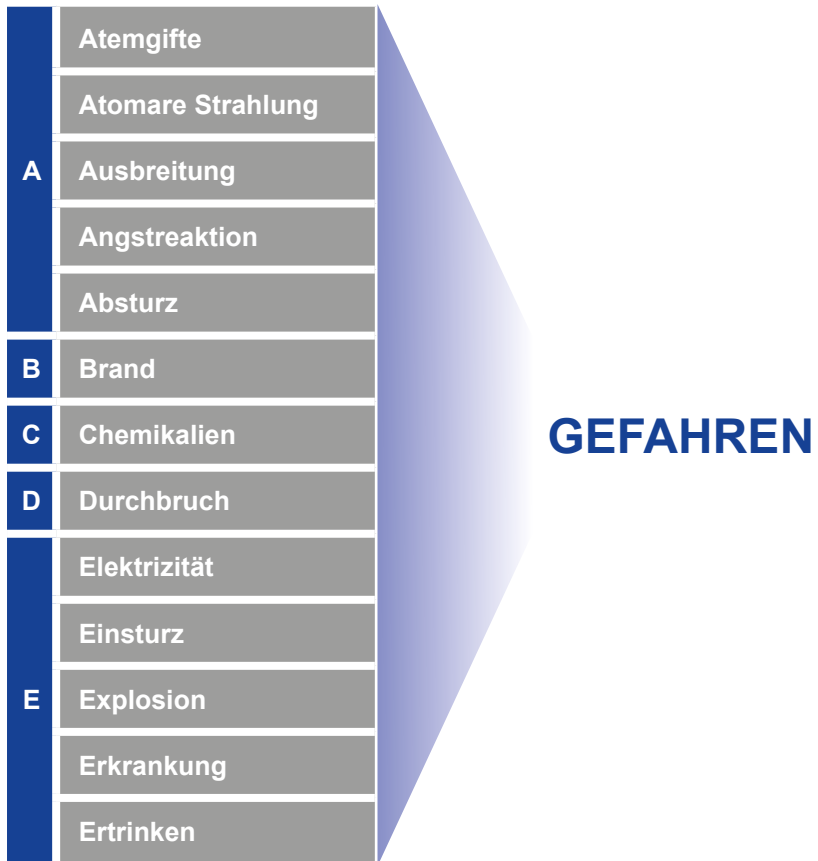 A
Atemgifte
Atomare Strahlung
Ausbreitung
Angstreaktion
Absturz
B
Brand
C
Chemikalien
D
Durchbruch
E
Elektrizität
Einsturz
Explosion
Erkrankung
Ertrinken
GEFAHREN